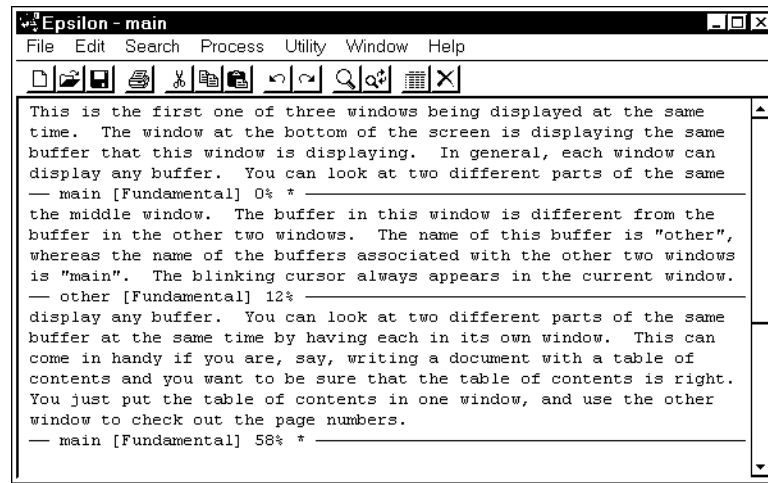 Epsilon - main
File Edit Search Process Utility Window Help
This is the first one of three windows being displayed at the same
time.  The window at the bottom of the screen is displaying the same
buffer that this window is displaying.  In general, each window can
display any buffer.  You can look at two different parts of the same
── main [Fundamental] 0% * ──
the middle window.  The buffer in this window is different from the
buffer in the other two windows.  The name of this buffer is "other",
whereas the name of the buffers associated with the other two windows
is "main".  The blinking cursor always appears in the current window.
── other [Fundamental] 12% ──
display any buffer.  You can look at two different parts of the same
buffer at the same time by having each in its own window.  This can
come in handy if you are, say, writing a document with a table of
contents and you want to be sure that the table of contents is right.
You just put the table of contents in one window, and use the other
window to check out the page numbers.
── main [Fundamental] 58% * ──